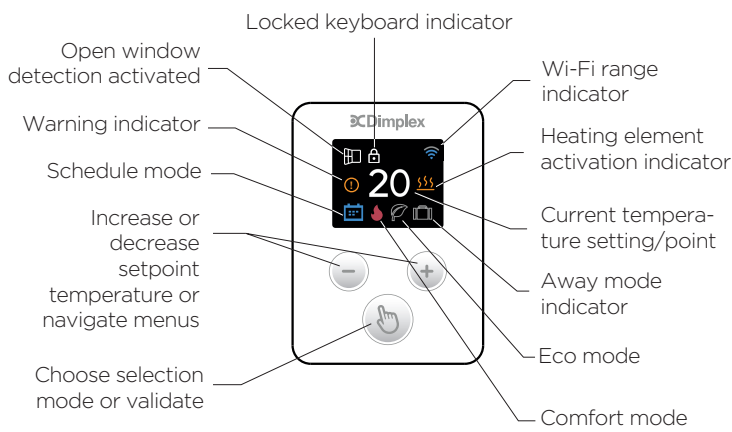 Locked keyboard indicator
Open window
detection activated
Wi-Fi range
indicator
Warning indicator
Dimplex
Heating element
activation indicator
Schedule mode
20
Increase or
decrease
setpoint
temperature or
navigate menus
Current tempera-
ture setting/point
Away mode
indicator
Eco mode
Choose selection
mode or validate
Comfort mode